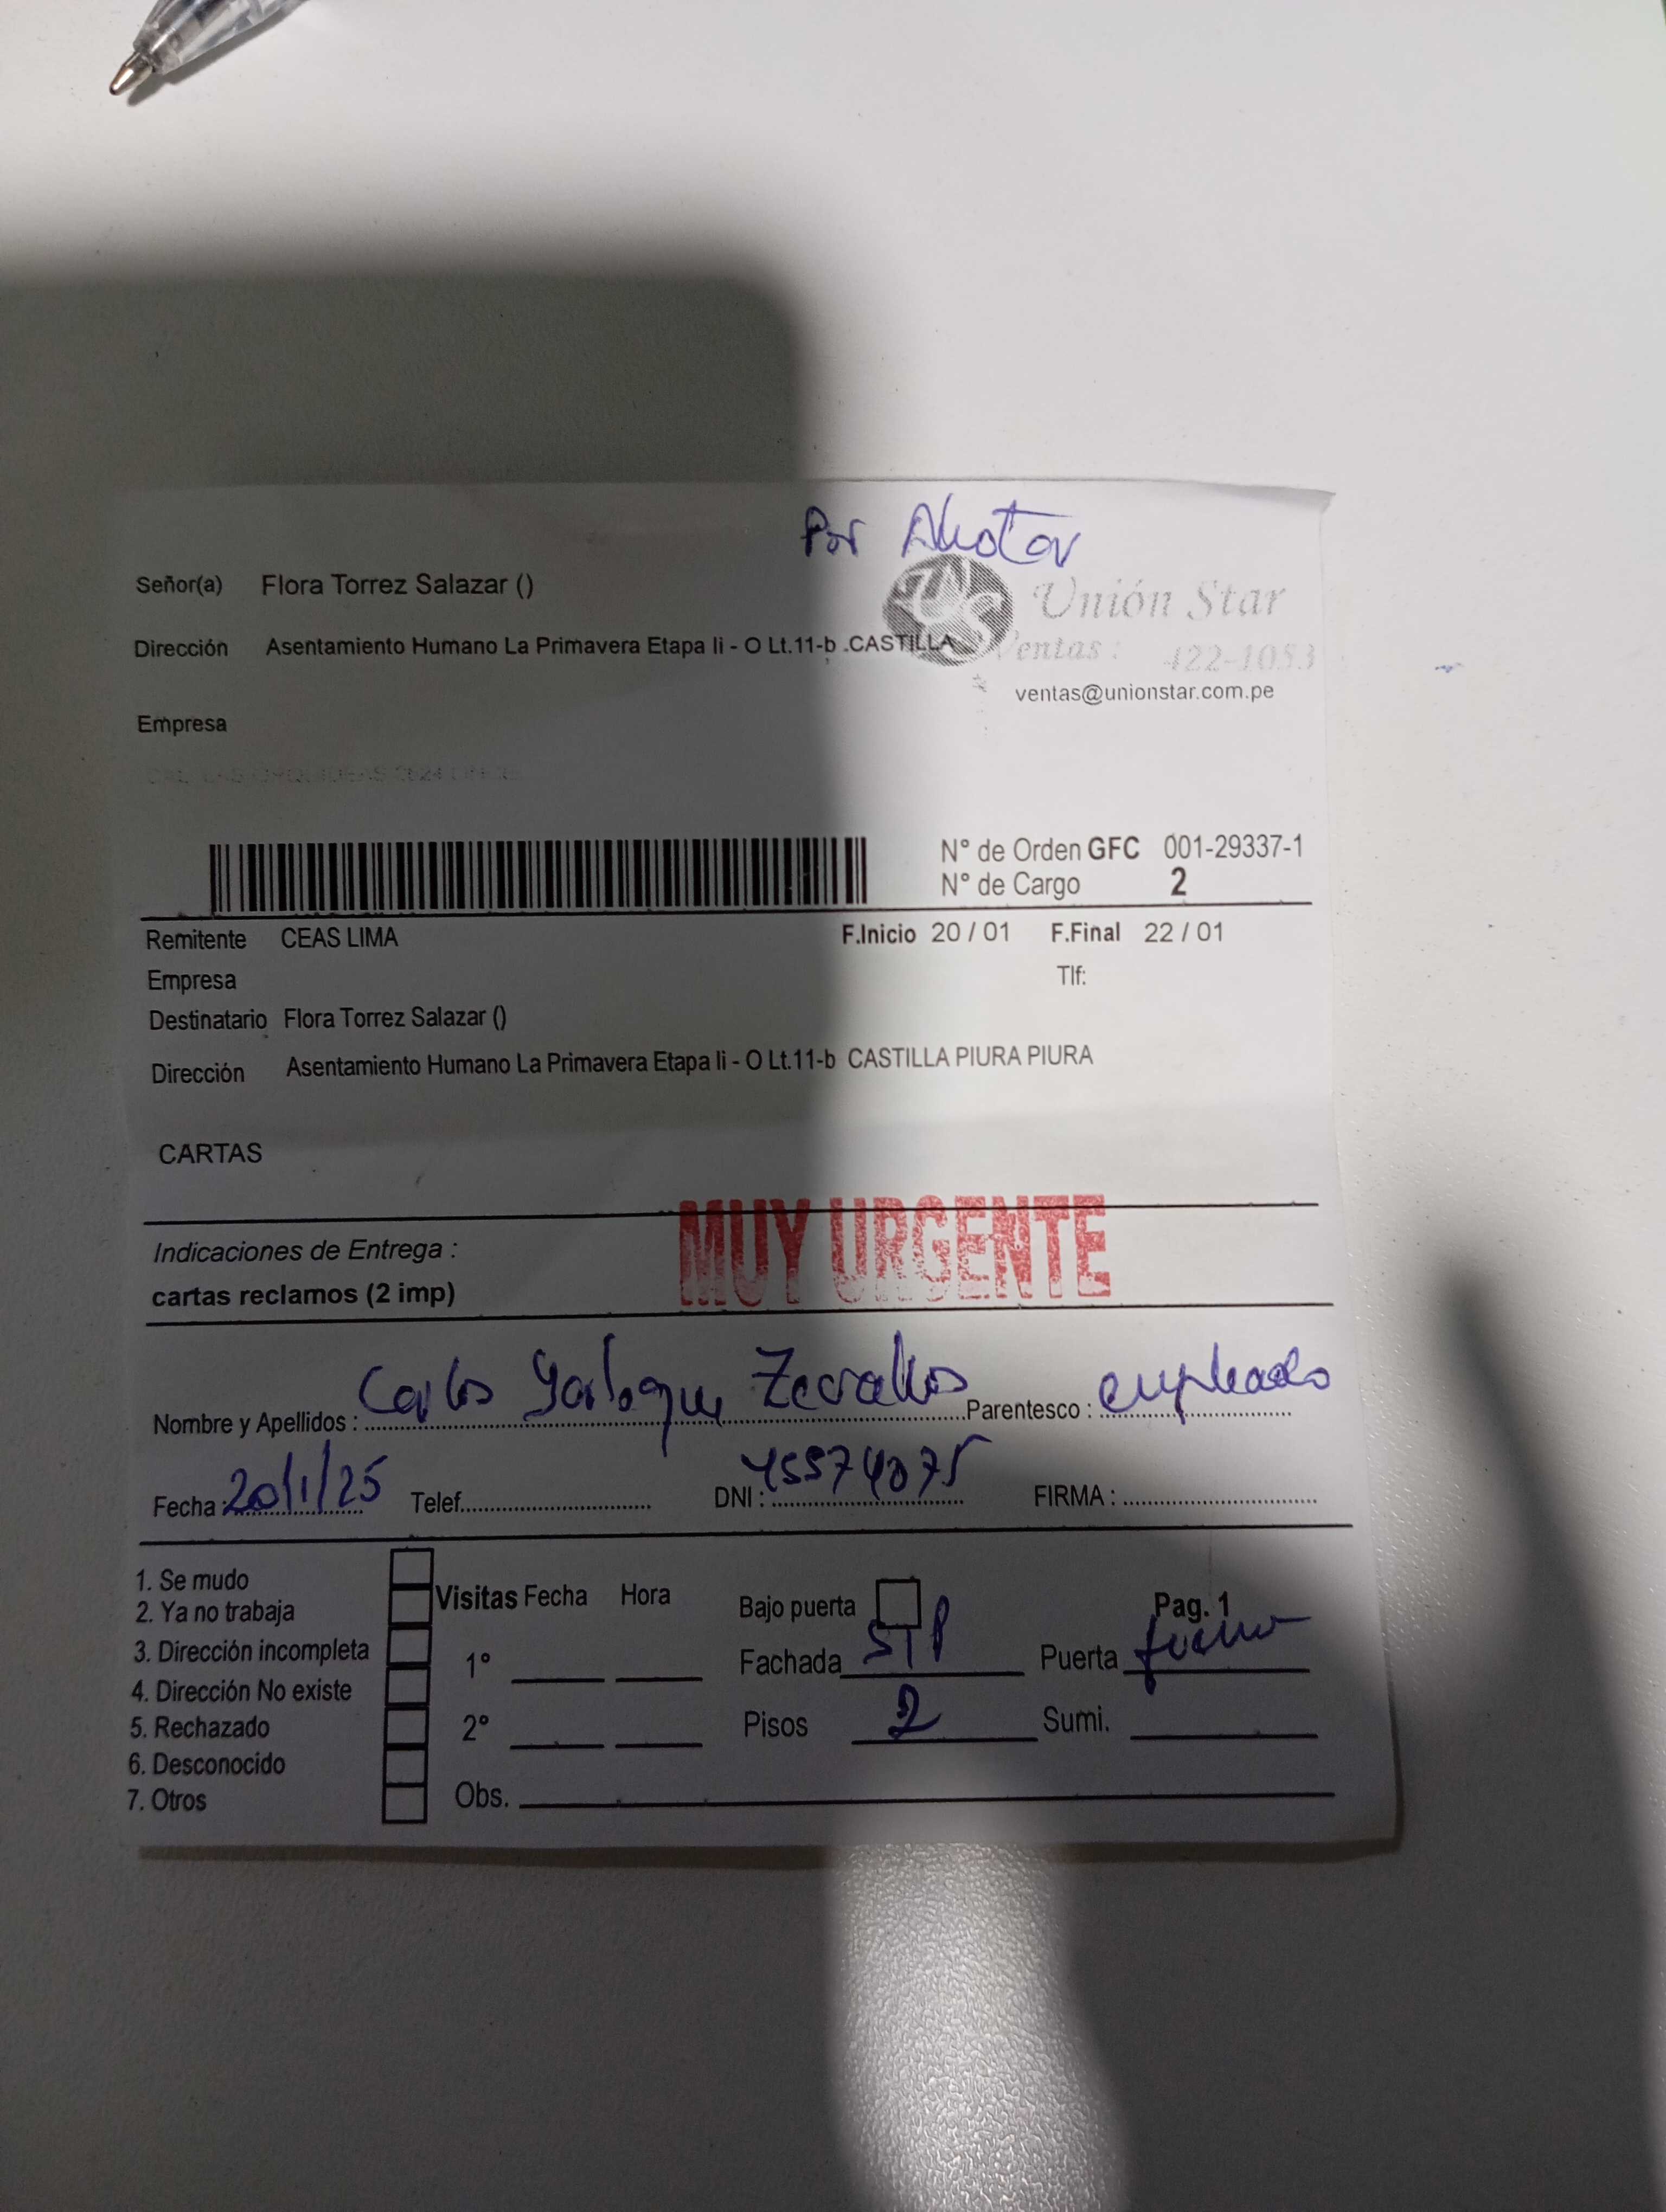 Por
Señor(a) Flora Torrez Salazar ()
Unión Star
Dirección Asentamiento Humano La Primavera Etapa Ii - O Lt.11-b .CASTILLA
Ventas: 422-1053
ventas@unionstar.com.pe
Empresa
N° de Orden GFC 001-29337-1
N° de Cargo 2
Remitente CEAS LIMA F.Inicio 20 / 01 F.Final 22 / 01
Empresa Tlf:
Destinatario Flora Torrez Salazar ()
Dirección Asentamiento Humano La Primavera Etapa Ii - O Lt.11-b CASTILLA PIURA PIURA
CARTAS
MUY URGENTE
Indicaciones de Entrega :
cartas reclamos (2 imp)
Nombre y Apellidos : Carlos Yarleque Zevallos Parentesco : empleado
Fecha : 20/1/25 Telef. DNI : 45574075 FIRMA :
1. Se mudo
2. Ya no trabaja
3. Dirección incompleta
4. Dirección No existe
5. Rechazado
6. Desconocido
7. Otros
Visitas Fecha Hora
1°
2°
Obs.
Bajo puerta Pag. 1
Fachada S/P Puerta
Pisos 2 Sumi.